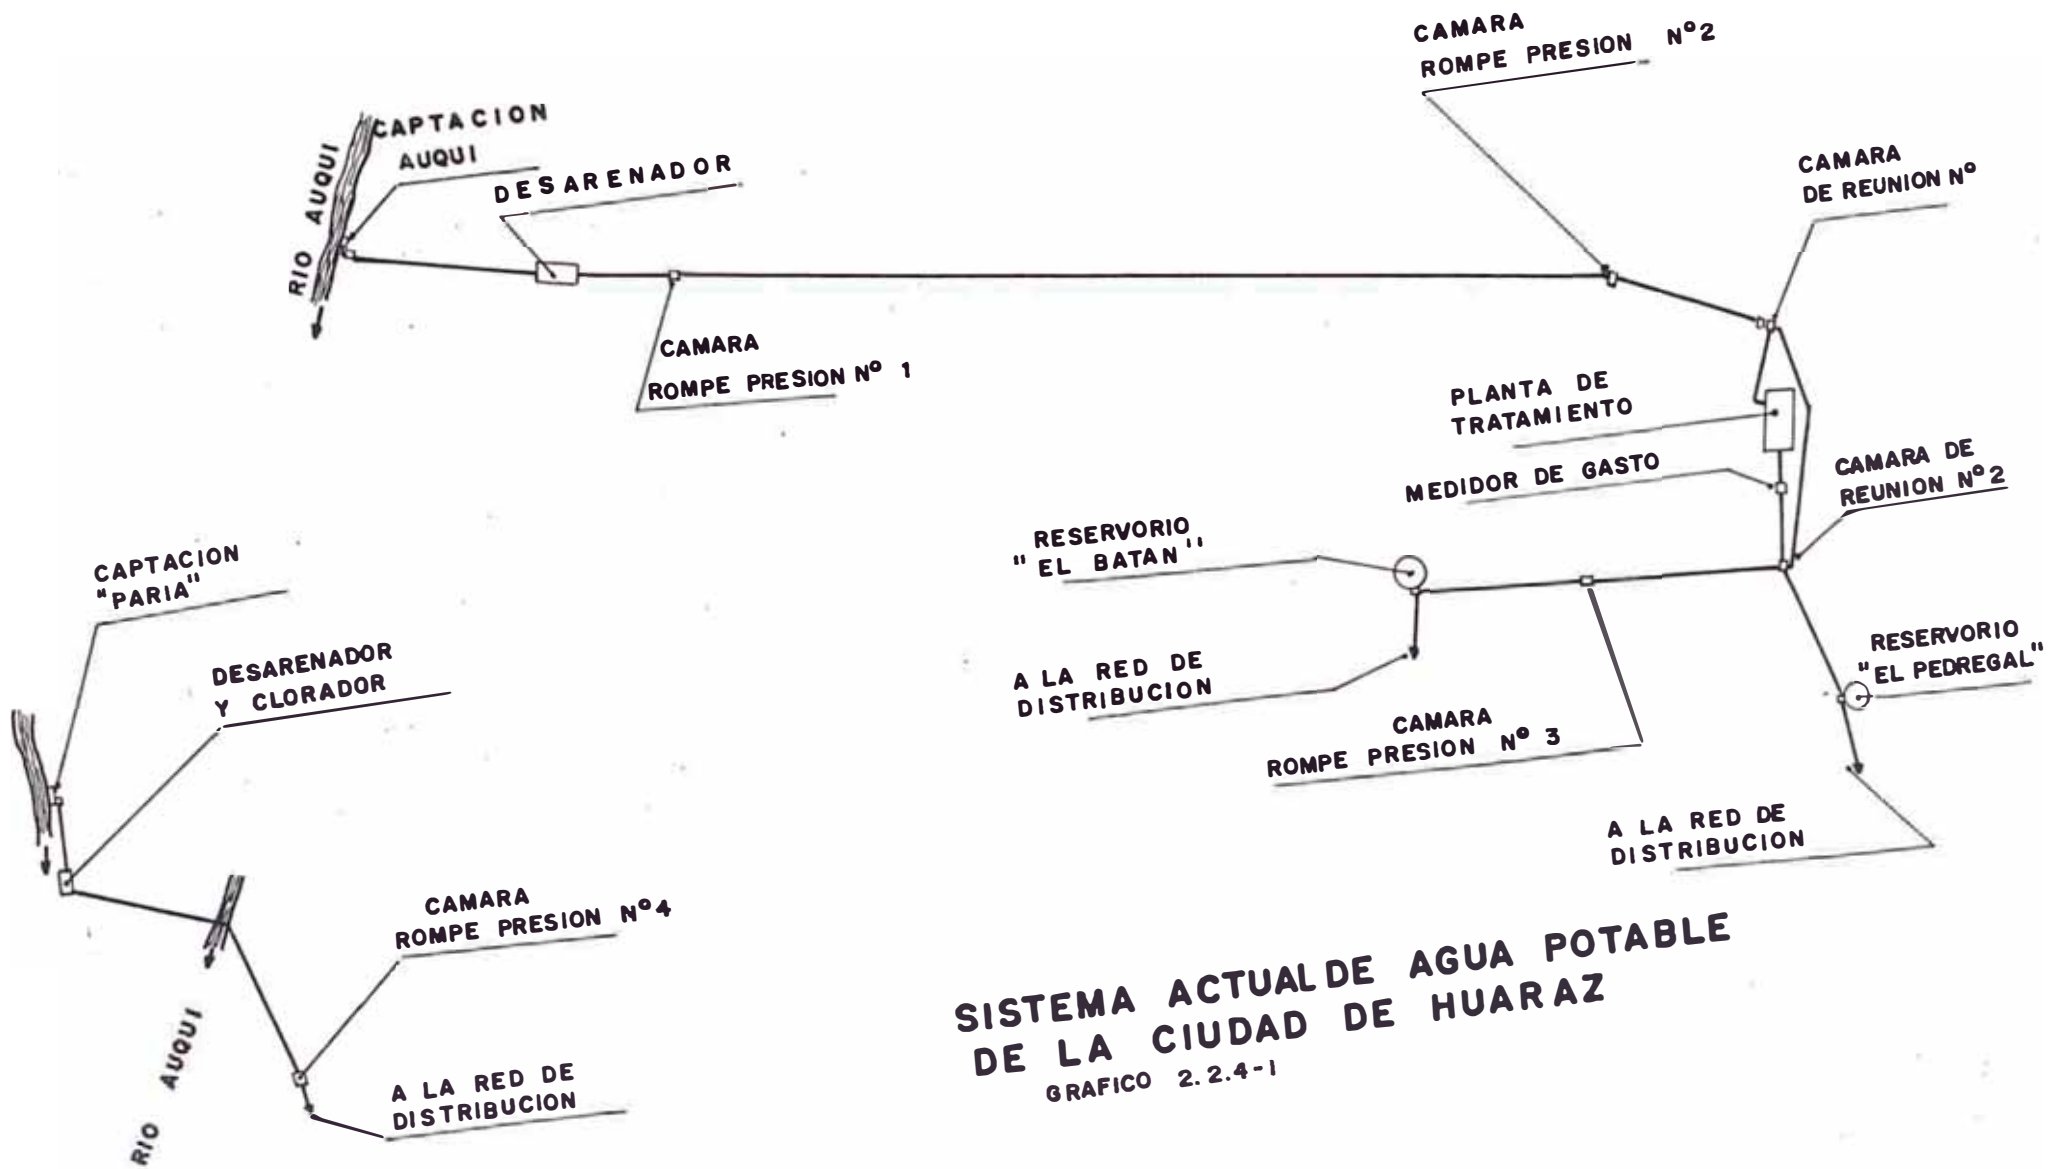 CAMARA
ROMPE PRESION Nº2
CAPTACION
AUQUI
RIO AUQUI
DESARENADOR
CAMARA
DE REUNION Nº
CAMARA
ROMPE PRESION Nº 1
PLANTA DE
TRATAMIENTO
MEDIDOR DE GASTO
CAMARA DE
REUNION Nº2
RESERVORIO
"EL BATAN"
CAPTACION
"PARIA"
DESARENADOR
Y CLORADOR
A LA RED DE
DISTRIBUCION
RESERVORIO
"EL PEDREGAL"
CAMARA
ROMPE PRESION Nº 3
A LA RED DE
DISTRIBUCION
CAMARA
ROMPE PRESION Nº4
RIO AUQUI
A LA RED DE
DISTRIBUCION
SISTEMA ACTUAL DE AGUA POTABLE
DE LA CIUDAD DE HUARAZ
GRAFICO 2.2.4-1